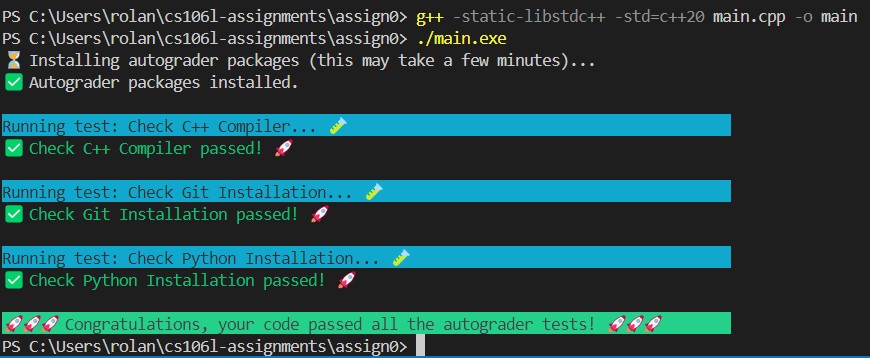 PS C:\Users\rolan\cs106l-assignments\assign0> g++ -static-libstdc++ -std=c++20 main.cpp -o main
PS C:\Users\rolan\cs106l-assignments\assign0> ./main.exe
⏳ Installing autograder packages (this may take a few minutes)...
✅ Autograder packages installed.
Running test: Check C++ Compiler... 🧪
✅ Check C++ Compiler passed! 🚀
Running test: Check Git Installation... 🧪
✅ Check Git Installation passed! 🚀
Running test: Check Python Installation... 🧪
✅ Check Python Installation passed! 🚀
🚀🚀🚀 Congratulations, your code passed all the autograder tests! 🚀🚀🚀
PS C:\Users\rolan\cs106l-assignments\assign0>